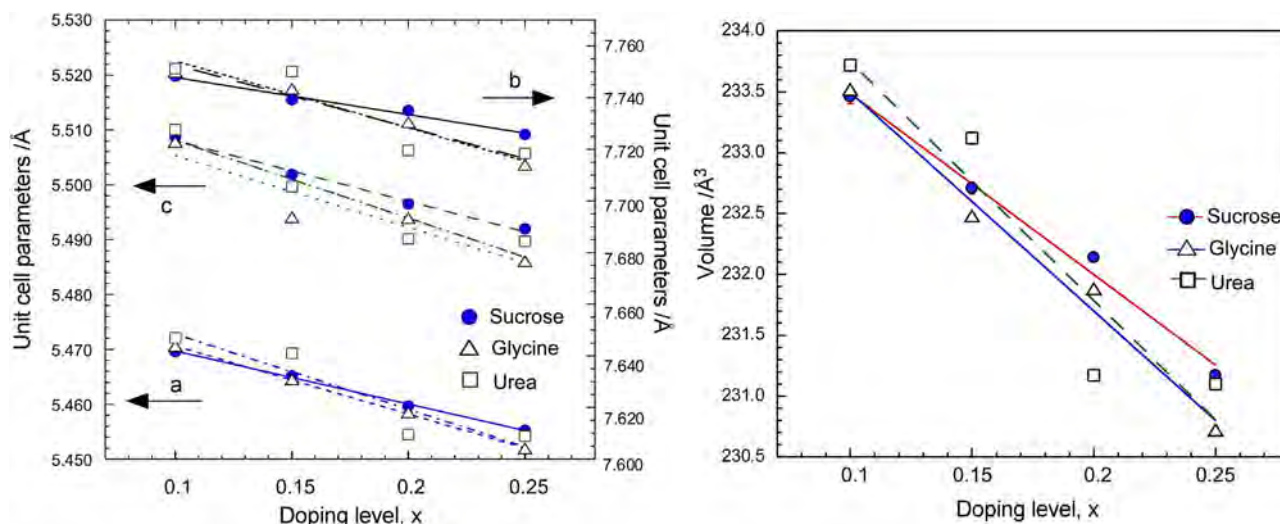 5.530
5.520
5.510
5.500
5.490
5.480
5.470
5.460
5.450
Unit cell parameters /Å
0.1
0.15
0.2
0.25
Doping level, x
7.760
7.740
7.720
7.700
7.680
7.660
7.640
7.620
7.600
Unit cell parameters /Å
b
c
a
Sucrose
Glycine
Urea
234.0
233.5
233.0
232.5
232.0
231.5
231.0
230.5
Volume /Å³
0.1
0.15
0.2
0.25
Doping level, x
Sucrose
Glycine
Urea